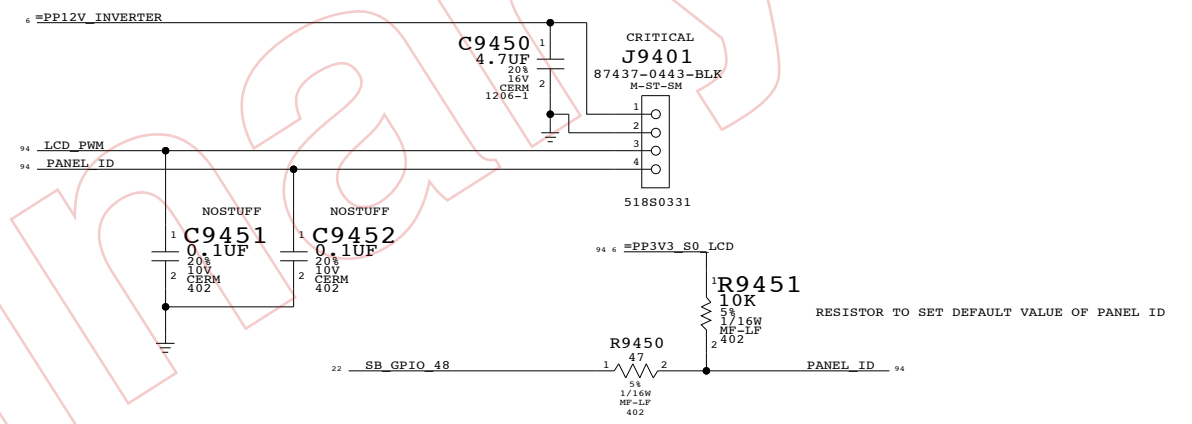 6 =PP12V_INVERTER
C9450
1
4.7UF
20%
16V
CERM
1206-1
2
CRITICAL
J9401
87437-0443-BLK
M-ST-SM
1
2
3
4
518S0331
94 LCD_PWM
94 PANEL_ID
NOSTUFF
1 C9451
0.1UF
20%
10V
CERM
402
2
NOSTUFF
1 C9452
0.1UF
20%
10V
CERM
402
2
94 6 =PP3V3_S0_LCD
1
R9451
10K
5%
1/16W
MF-LF
402
2
RESISTOR TO SET DEFAULT VALUE OF PANEL ID
22 SB_GPIO_48
R9450
47
1 2
5%
1/16W
MF-LF
402
PANEL_ID 94